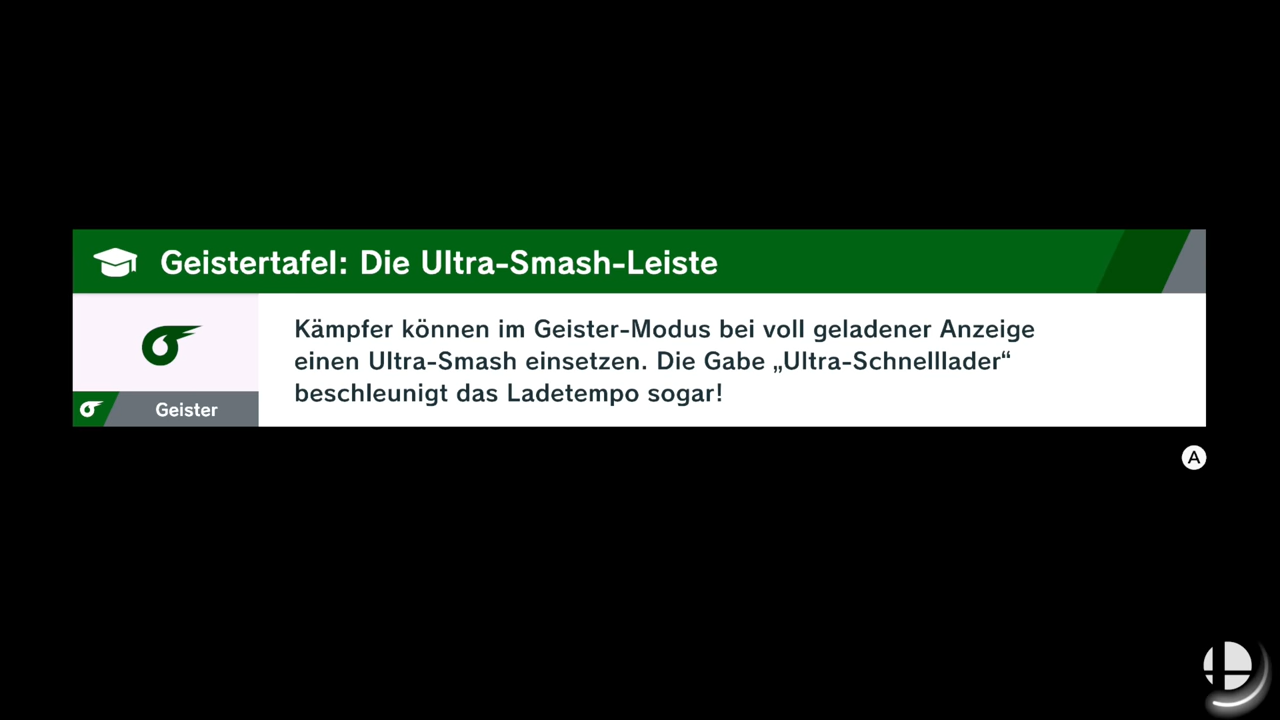 Geistertafel: Die Ultra-Smash-Leiste
Kämpfer können im Geister-Modus bei voll geladener Anzeige
einen Ultra-Smash einsetzen. Die Gabe „Ultra-Schnelllader“
beschleunigt das Ladetempo sogar!
Geister
A